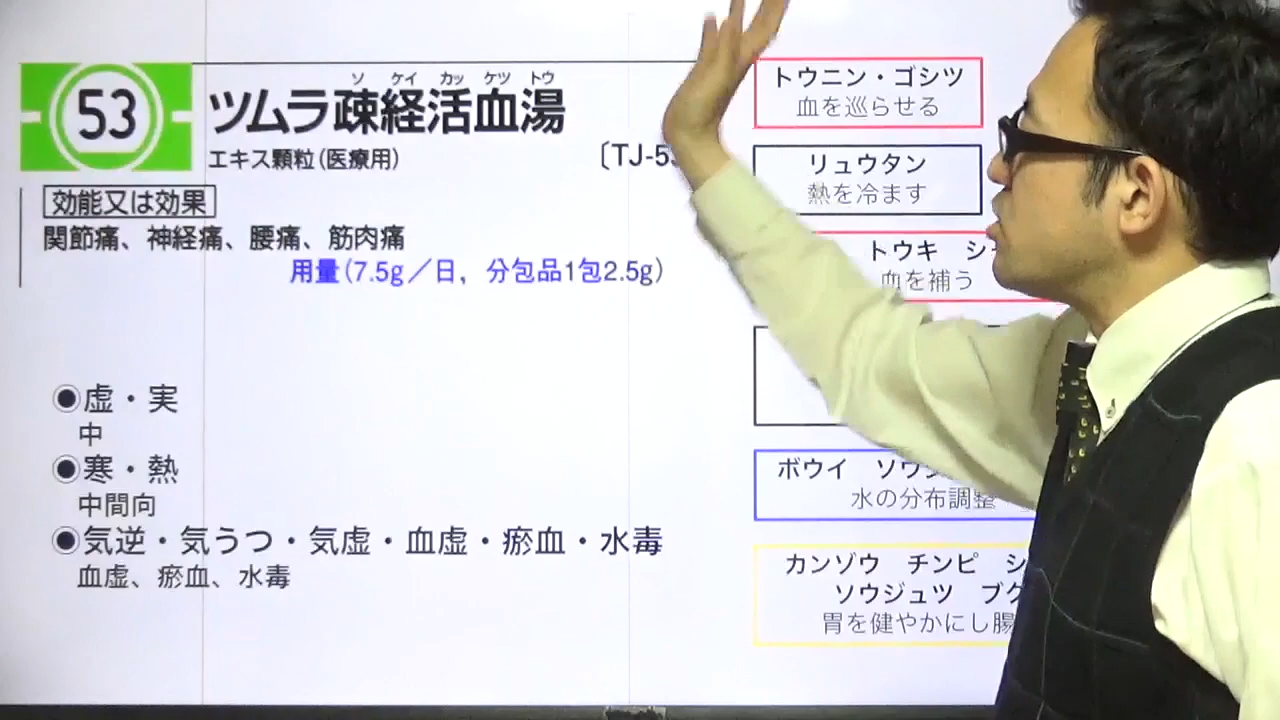 53
ソ ケイ カッ ケツ トウ
ツムラ疎経活血湯
エキス顆粒(医療用)
〔TJ-5
効能又は効果
関節痛、神経痛、腰痛、筋肉痛
用量(7.5g/日, 分包品1包2.5g)
◉虚・実
中
◉寒・熱
中間向
◉気逆・気うつ・気虚・血虚・瘀血・水毒
血虚、瘀血、水毒
トウニン・ゴシツ
血を巡らせる
リュウタン
熱を冷ます
トウキ シ
血を補う
ボウイ ソウ
水の分布調整
カンゾウ チンピ シ
ソウジュツ ブク
胃を健やかにし腸